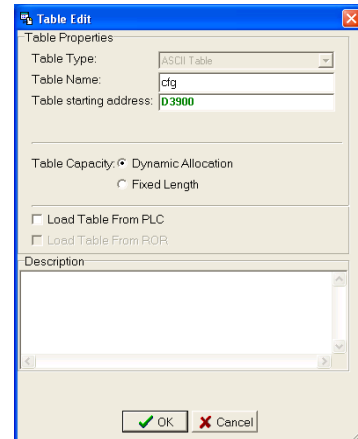 Table Edit
Table Properties
Table Type: ASCII Table
Table Name: cfg
Table starting address: D3900
Table Capacity: Dynamic Allocation
Fixed Length
Load Table From PLC
Load Table From ROR
Description
OK Cancel